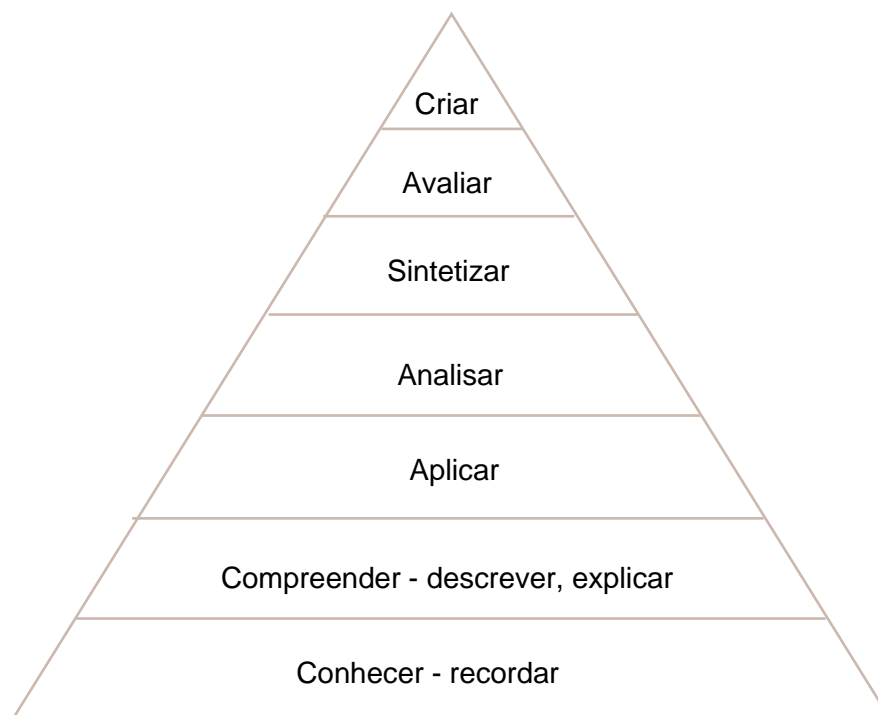 Criar
Avaliar
Sintetizar
Analisar
Aplicar
Compreender - descrever, explicar
Conhecer - recordar